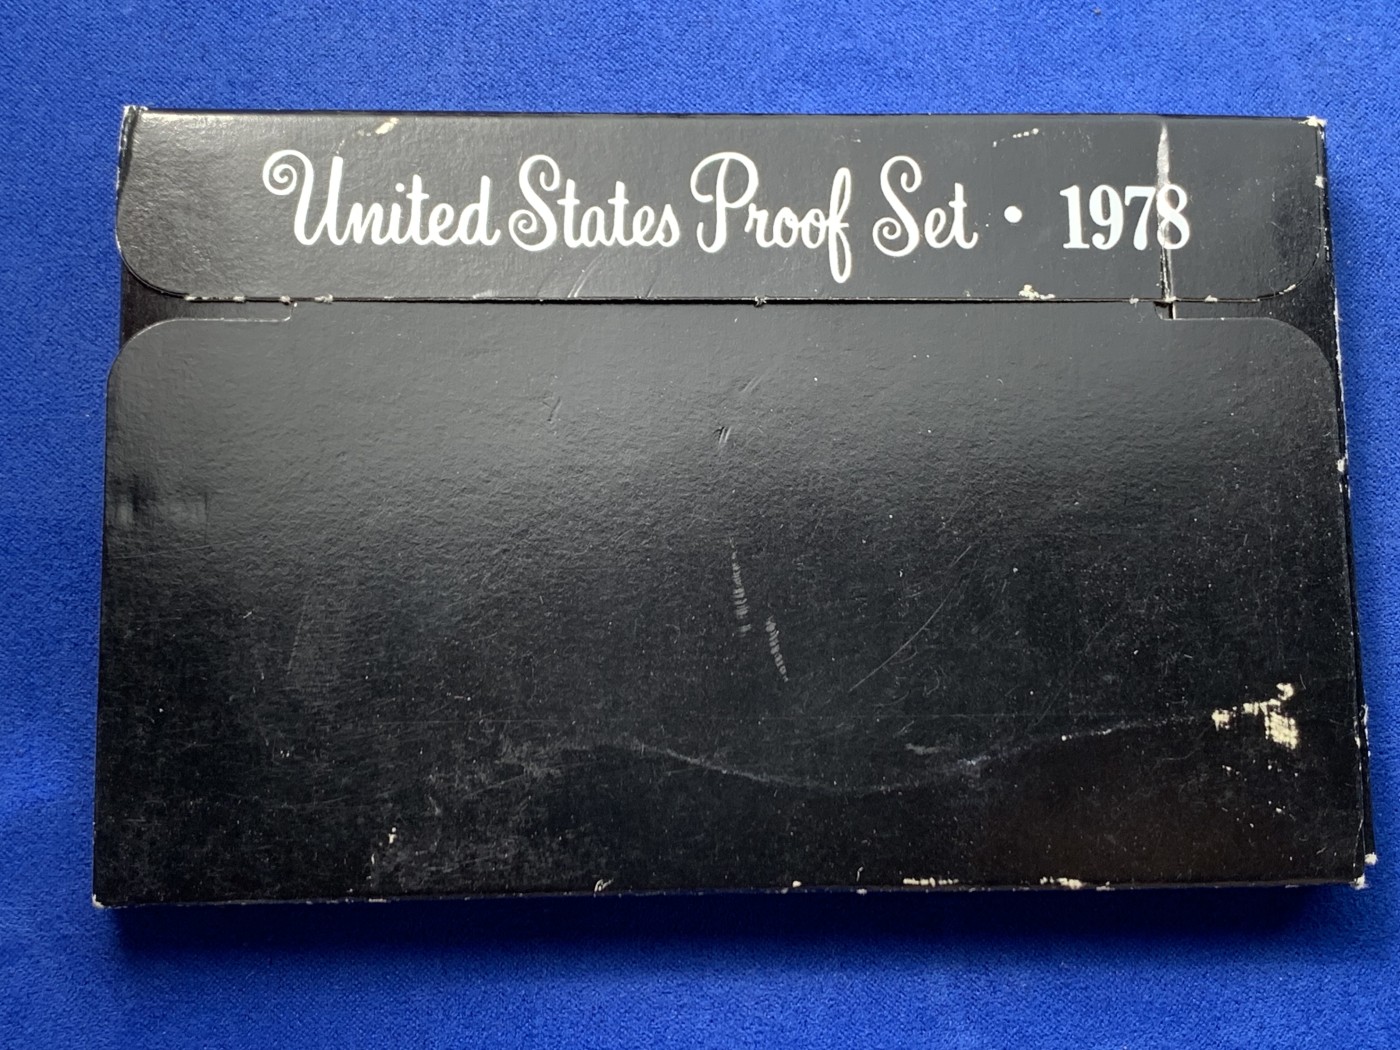 United States Proof Set • 1978